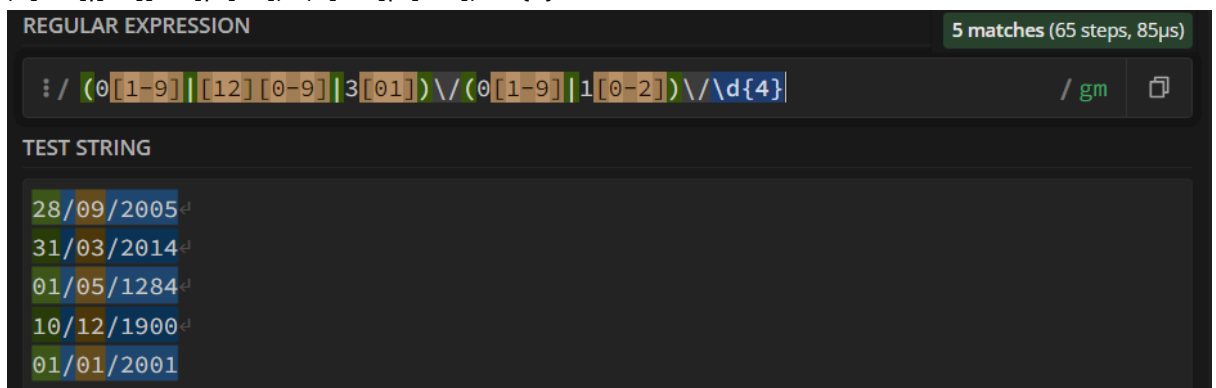 REGULAR EXPRESSION
5 matches (65 steps, 85μs)
/ (0[1-9]|[12][0-9]|3[01])\/(0[1-9]|1[0-2])\/\d{4} / gm
TEST STRING
28/09/2005↵
31/03/2014↵
01/05/1284↵
10/12/1900↵
01/01/2001